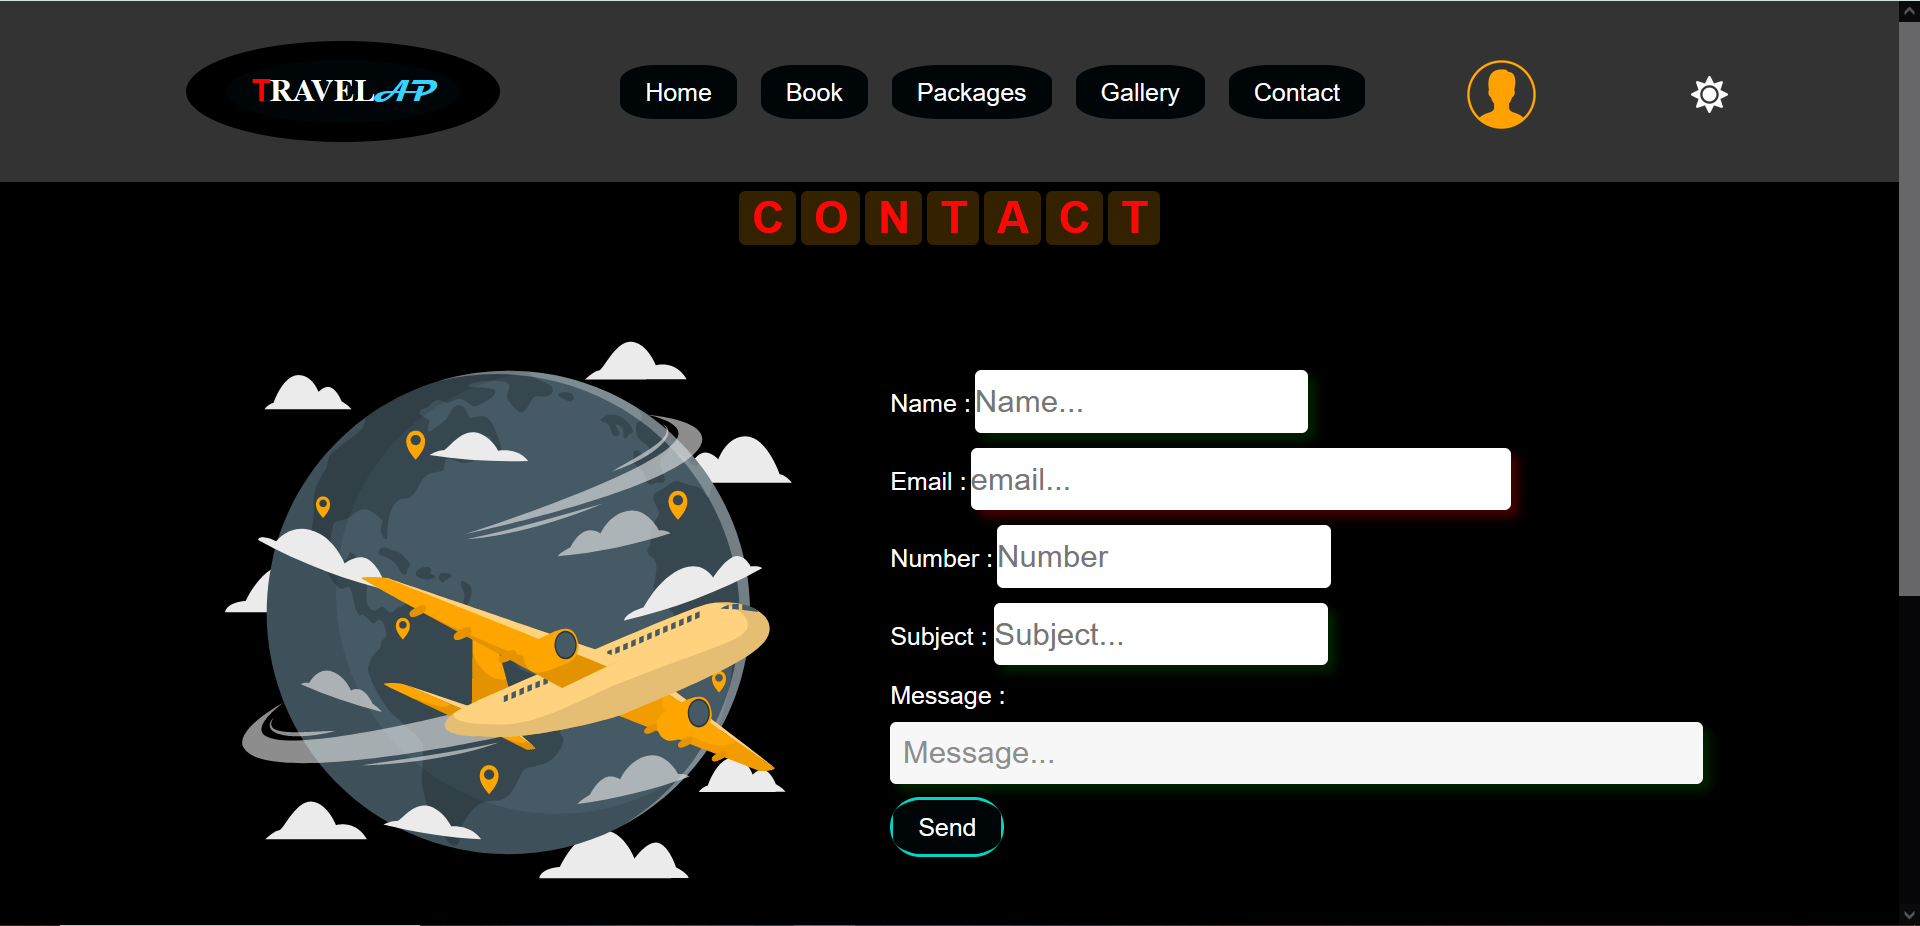 TRAVELAP
Home Book Packages Gallery Contact
CONTACT
Name : Name...
Email : email...
Number : Number
Subject : Subject...
Message :
Message...
Send